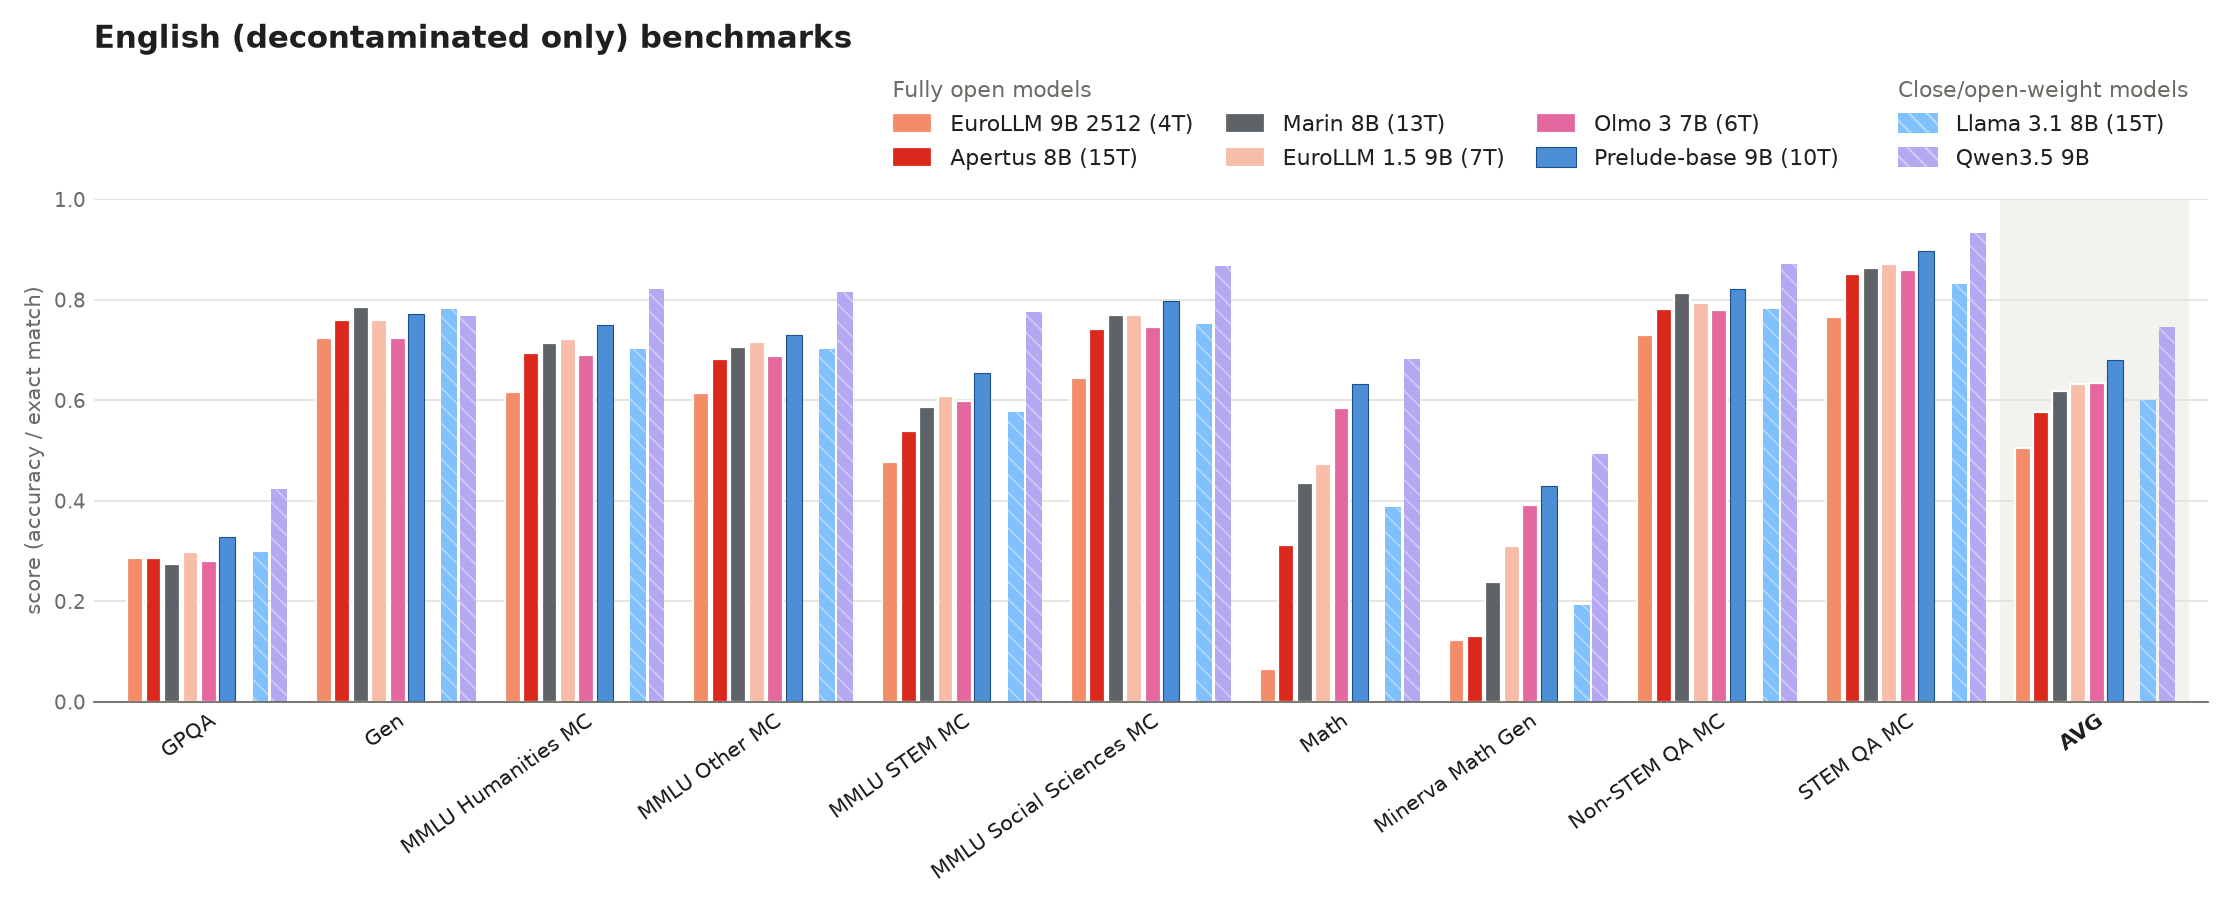 English (decontaminated only) benchmarks
Fully open models
Close/open-weight models
EuroLLM 9B 2512 (4T)
Marin 8B (13T)
Olmo 3 7B (6T)
Llama 3.1 8B (15T)
Apertus 8B (15T)
EuroLLM 1.5 9B (7T)
Prelude-base 9B (10T)
Qwen3.5 9B
score (accuracy / exact match)
1.0
0.8
0.6
0.4
0.2
0.0
GPQA
Gen
MMLU Humanities MC
MMLU Other MC
MMLU STEM MC
MMLU Social Sciences MC
Math
Minerva Math Gen
Non-STEM QA MC
STEM QA MC
AVG